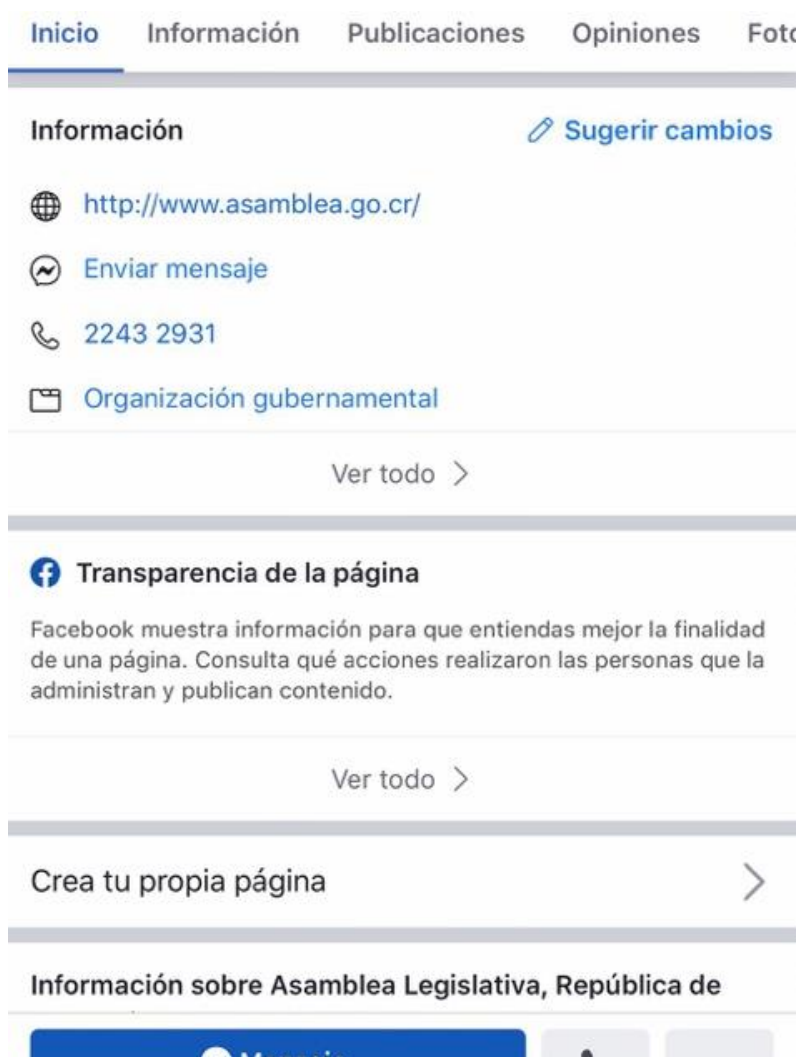 Inicio Información Publicaciones Opiniones
Información Sugerir cambios
http://www.asamblea.go.cr/
Enviar mensaje
2243 2931
Organización gubernamental
Ver todo
Transparencia de la página
Facebook muestra información para que entiendas mejor la finalidad
de una página. Consulta qué acciones realizaron las personas que la
administran y publican contenido.
Ver todo
Crea tu propia página
Información sobre Asamblea Legislativa, República de